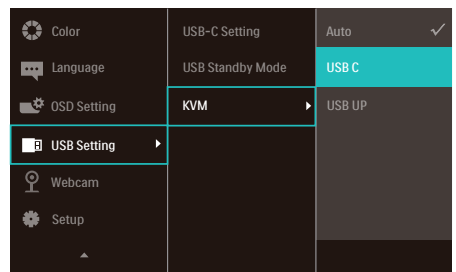 Color
Language
OSD Setting
USB Setting
Webcam
Setup
USB-C Setting
USB Standby Mode
KVM
Auto
USB C
USB UP